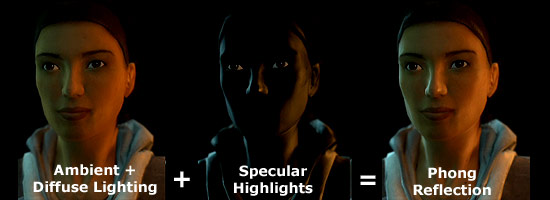 Ambient +
Diffuse Lighting
+
Specular
Highlights
=
Phong
Reflection